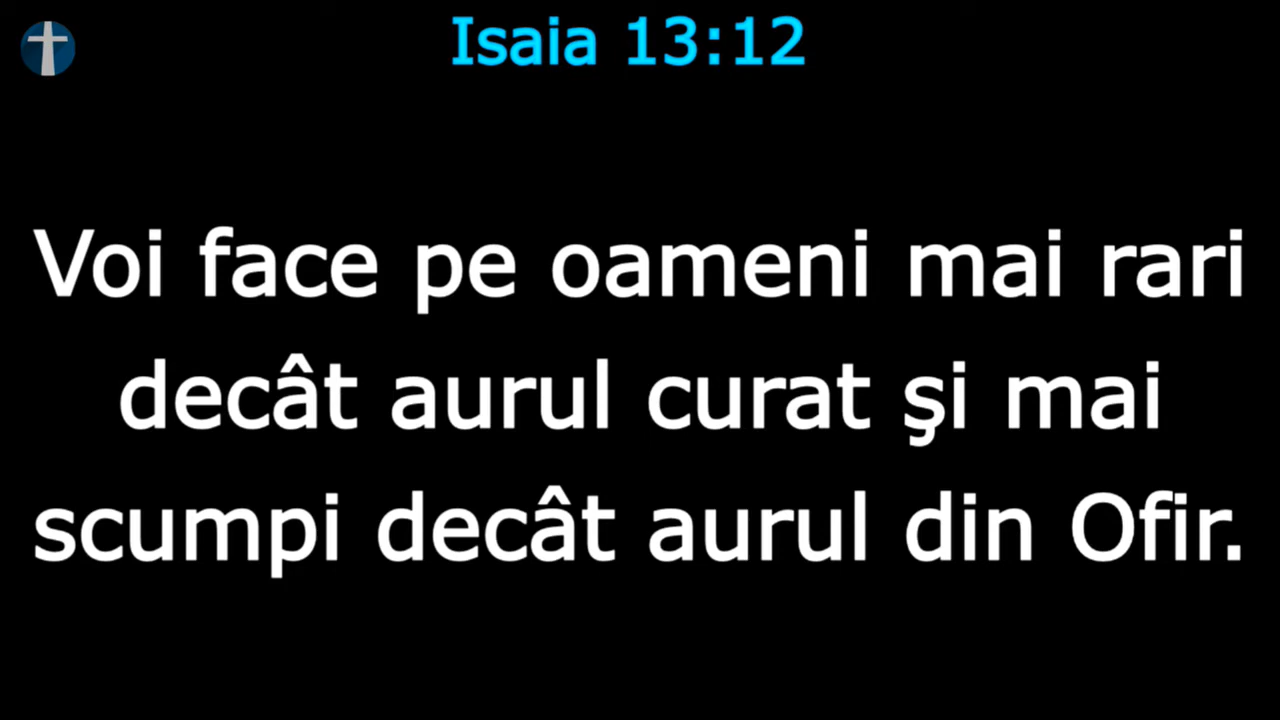 Isaia 13:12
Voi face pe oameni mai rari
decât aurul curat şi mai
scumpi decât aurul din Ofir.